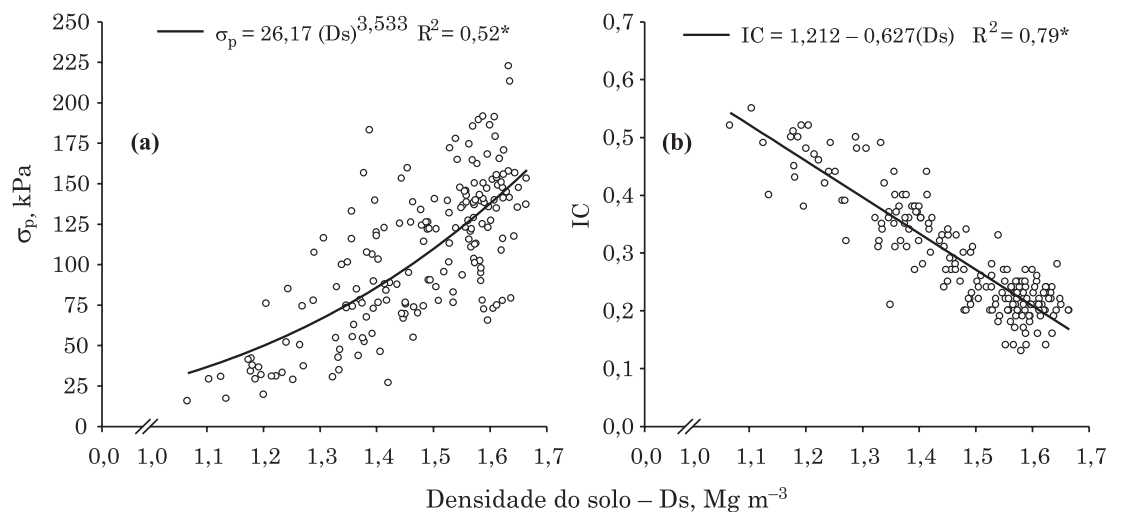 σp = 26,17 (Ds)^3,533 R² = 0,52*
250
225
200
175
150
125
100
75
50
25
0
σp, kPa
(a)
0,0 1,0 1,1 1,2 1,3 1,4 1,5 1,6 1,7
IC = 1,212 – 0,627(Ds) R² = 0,79*
0,7
0,6
0,5
0,4
0,3
0,2
0,1
0,0
IC
(b)
0,0 1,0 1,1 1,2 1,3 1,4 1,5 1,6 1,7
Densidade do solo – Ds, Mg m⁻³